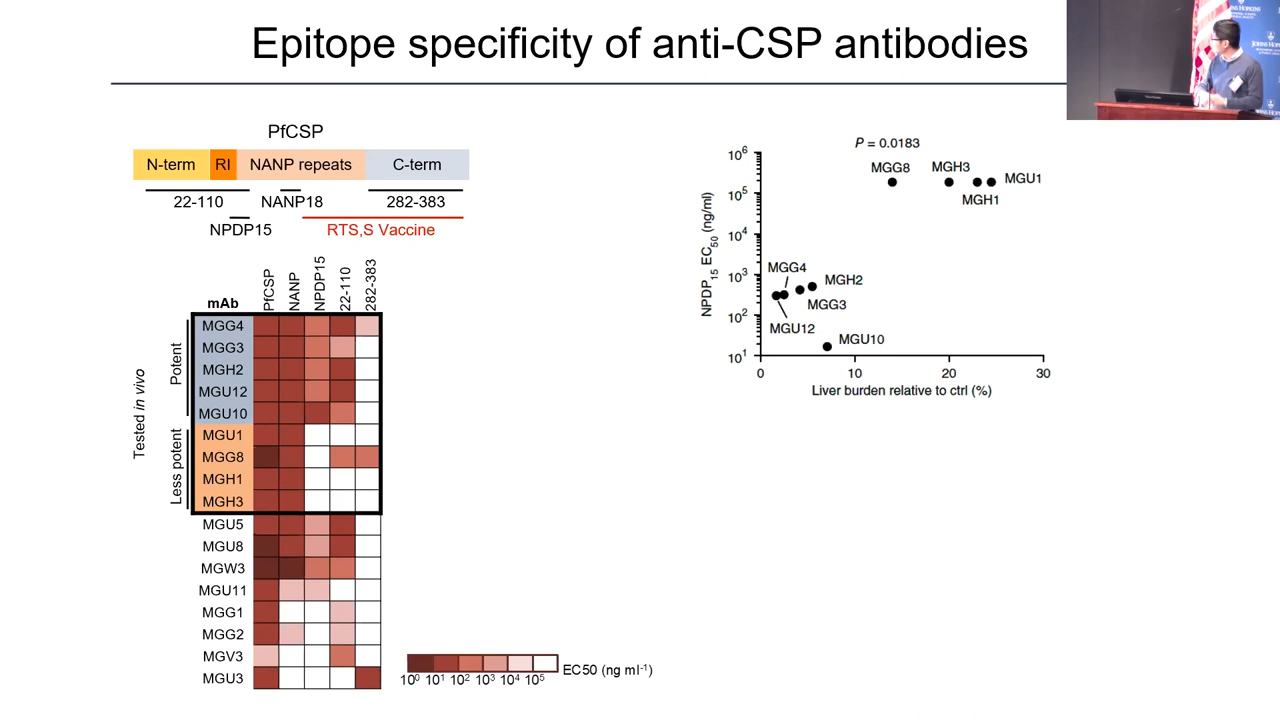 Epitope specificity of anti-CSP antibodies
JOHNS HOPKINS
PfCSP
N-term RI NANP repeats C-term
22-110 NANP18 282-383
NPDP15 RTS,S Vaccine
mAb PfCSP NANP NPDP15 22-110 282-383
Tested in vivo
Potent
MGG4
MGG3
MGH2
MGU12
MGU10
Less potent
MGU1
MGG8
MGH1
MGH3
MGU5
MGU8
MGW3
MGU11
MGG1
MGG2
MGV3
MGU3
10⁰ 10¹ 10² 10³ 10⁴ 10⁵ EC50 (ng ml⁻¹)
P = 0.0183
NPDP₁₅ EC₅₀ (ng/ml)
10⁶
10⁵
10⁴
10³
10²
10¹
MGG8 MGH3 MGU1
MGH1
MGG4
MGH2
MGG3
MGU12
MGU10
0 10 20 30
Liver burden relative to ctrl (%)